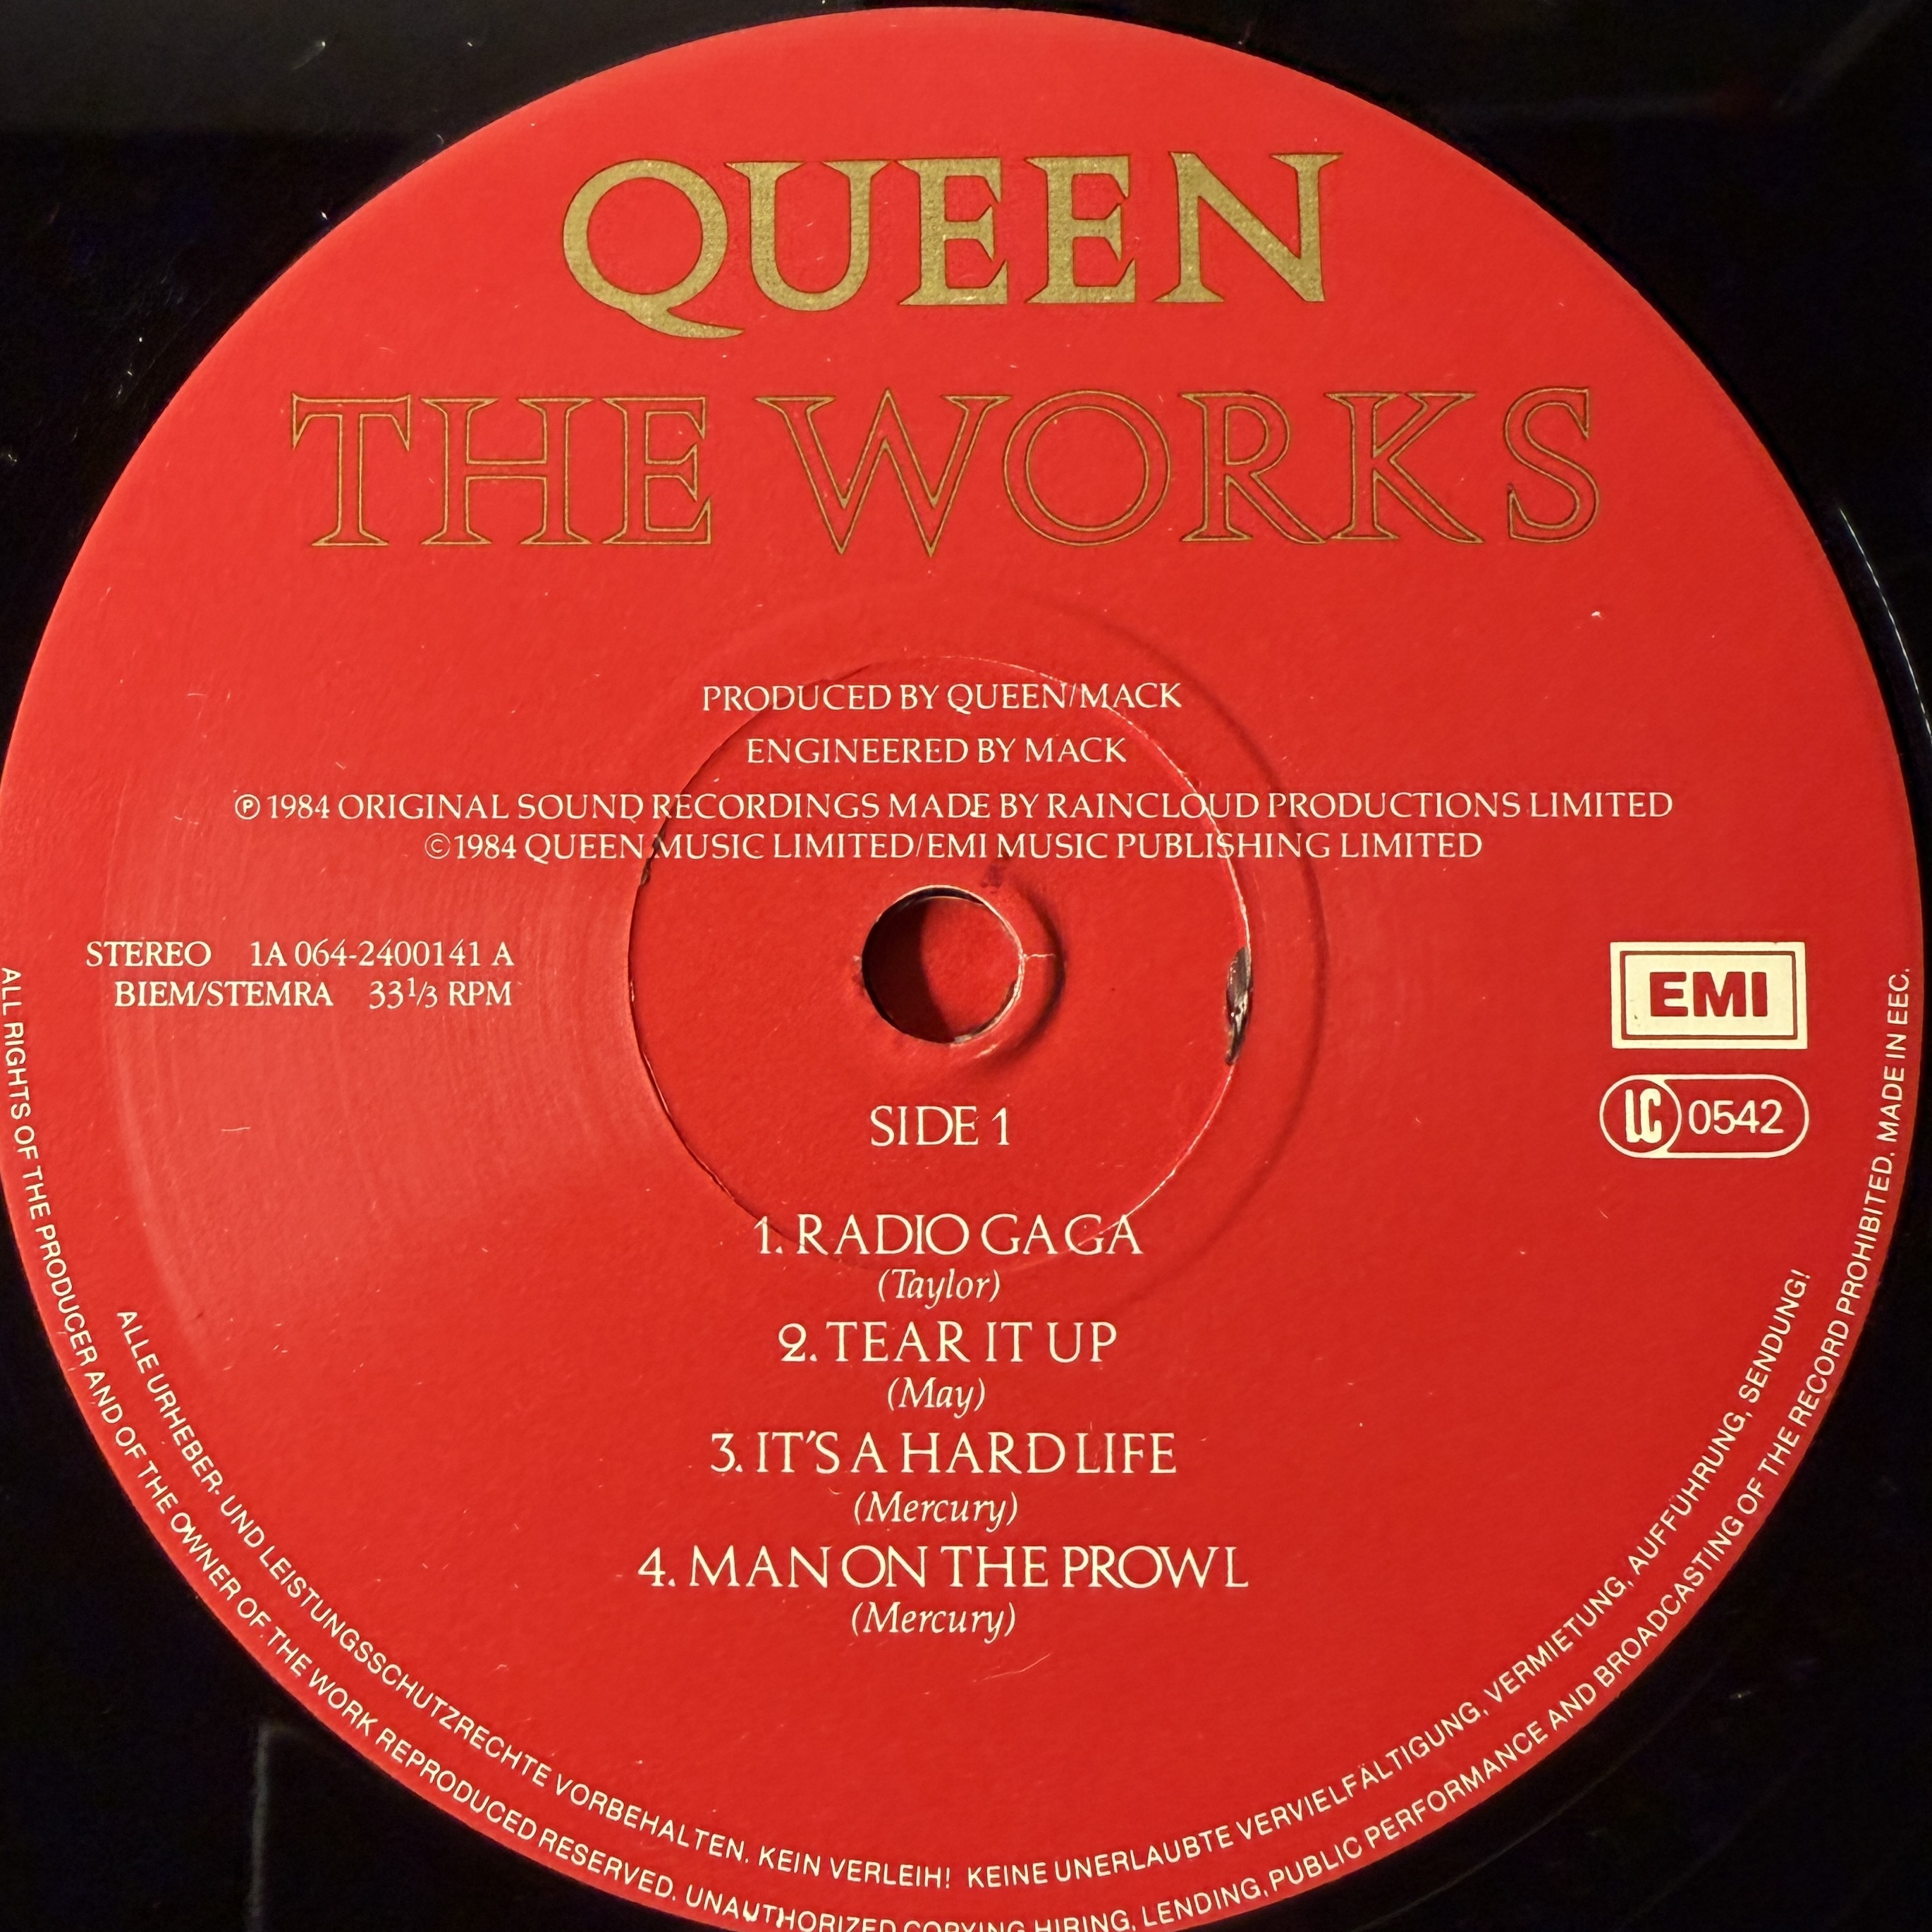 QUEEN
THE WORKS
PRODUCED BY QUEEN/MACK
ENGINEERED BY MACK
℗ 1984 ORIGINAL SOUND RECORDINGS MADE BY RAINCLOUD PRODUCTIONS LIMITED
©1984 QUEEN MUSIC LIMITED/EMI MUSIC PUBLISHING LIMITED
STEREO 1A 064-2400141 A
BIEM/STEMRA 33 1/3 RPM
EMI
LC 0542
SIDE 1
1. RADIO GA GA
(Taylor)
2. TEAR IT UP
(May)
3. IT'S A HARD LIFE
(Mercury)
4. MAN ON THE PROWL
(Mercury)
ALLE URHEBER- UND LEISTUNGSSCHUTZRECHTE VORBEHALTEN. KEIN VERLEIH! KEINE UNERLAUBTE VERVIELFÄLTIGUNG, VERMIETUNG, AUFFÜHRUNG, SENDUNG!
ALL RIGHTS OF THE PRODUCER AND OF THE OWNER OF THE WORK REPRODUCED RESERVED. UNAUTHORIZED COPYING HIRING, LENDING, PUBLIC PERFORMANCE AND BROADCASTING OF THE RECORD PROHIBITED. MADE IN EEC.